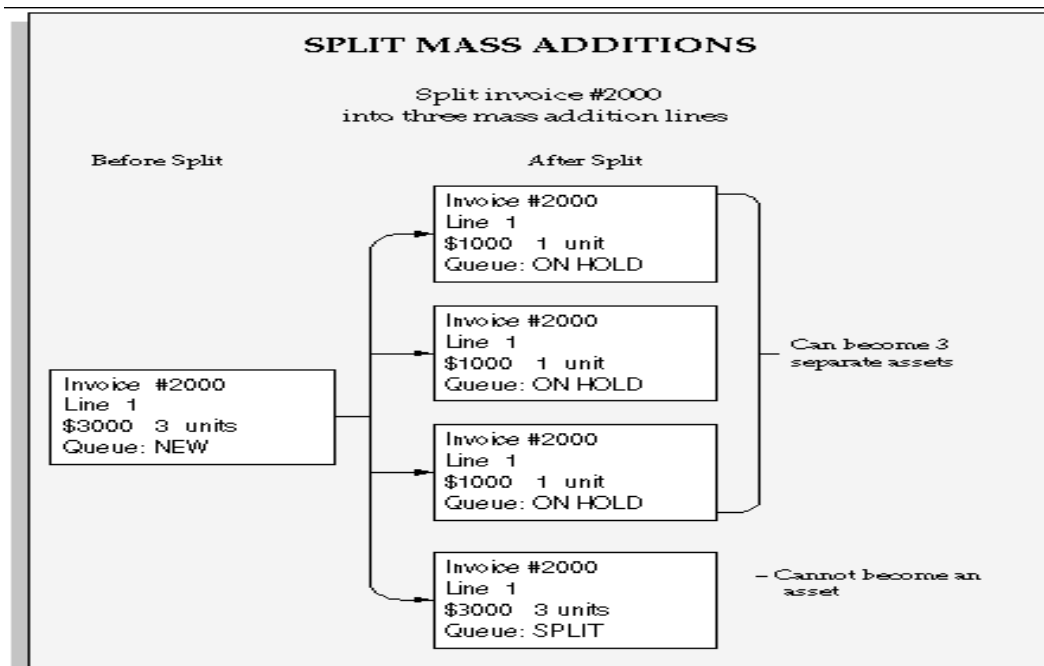 SPLIT MASS ADDITIONS
Split invoice #2000
into three mass addition lines
Before Split
After Split
Invoice #2000
Line 1
$3000 3 units
Queue: NEW
Invoice #2000
Line 1
$1000 1 unit
Queue: ON HOLD
Invoice #2000
Line 1
$1000 1 unit
Queue: ON HOLD
Invoice #2000
Line 1
$1000 1 unit
Queue: ON HOLD
Can become 3
separate assets
Invoice #2000
Line 1
$3000 3 units
Queue: SPLIT
– Cannot become an
asset